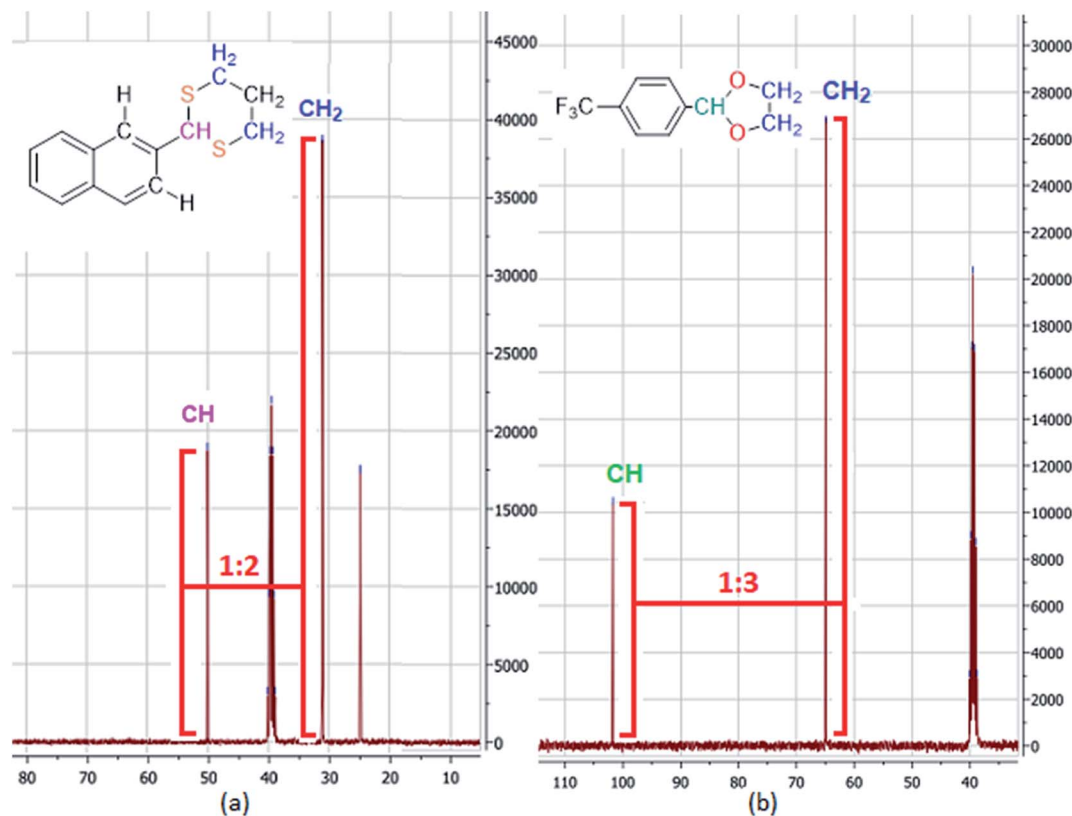 H₂
C
H
S
CH₂
CH
S
CH₂
C
H
CH₂
CH
1:2
45000
40000
35000
30000
25000
20000
15000
10000
5000
0
80 70 60 50 40 30 20 10
(a)
F₃C
CH
O
CH₂
CH₂
O
CH₂
CH
1:3
30000
28000
26000
24000
22000
20000
18000
16000
14000
12000
10000
8000
6000
4000
2000
0
110 100 90 80 70 60 50 40
(b)